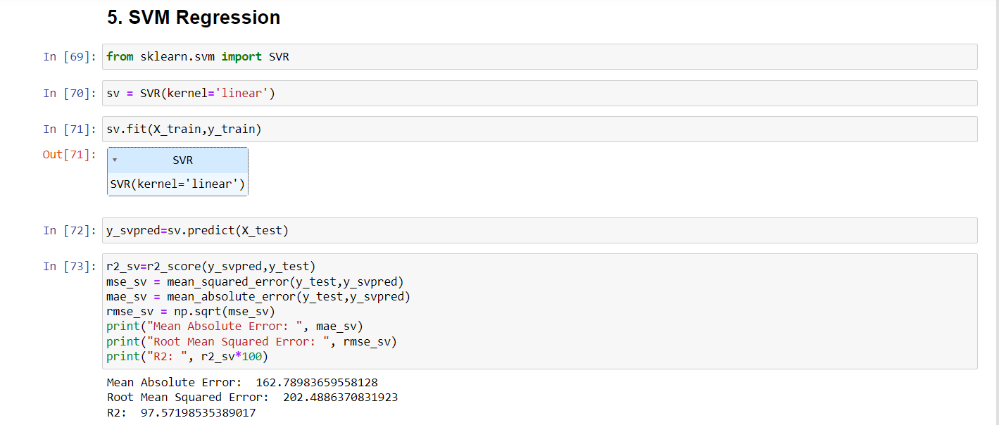 5. SVM Regression
In [69]: from sklearn.svm import SVR
In [70]: sv = SVR(kernel='linear')
In [71]: sv.fit(X_train,y_train)
Out[71]:
SVR
SVR(kernel='linear')
In [72]: y_svpred=sv.predict(X_test)
In [73]: r2_sv=r2_score(y_svpred,y_test)
mse_sv = mean_squared_error(y_test,y_svpred)
mae_sv = mean_absolute_error(y_test,y_svpred)
rmse_sv = np.sqrt(mse_sv)
print("Mean Absolute Error: ", mae_sv)
print("Root Mean Squared Error: ", rmse_sv)
print("R2: ", r2_sv*100)
Mean Absolute Error:  162.78983659558128
Root Mean Squared Error:  202.4886370831923
R2:  97.57198535389017